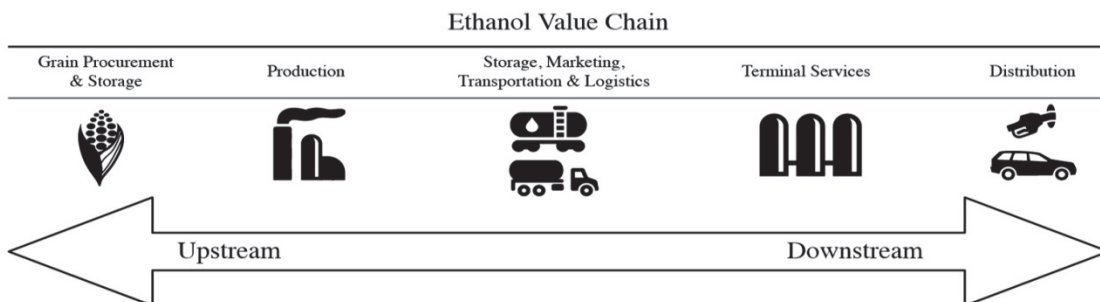 Ethanol Value Chain
Grain Procurement
& Storage
Production
Storage, Marketing,
Transportation & Logistics
Terminal Services
Distribution
Upstream
Downstream